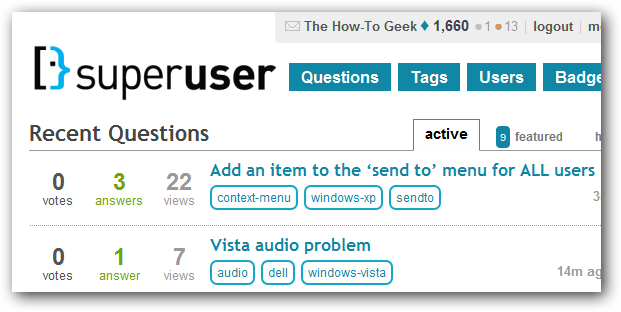 The How-To Geek ♦ 1,660 ●1 ●13 | logout |
superuser
Questions Tags Users
Recent Questions active 9 featured
0 votes 3 answers 22 views
Add an item to the ‘send to’ menu for ALL users
context-menu windows-xp sendto
0 votes 1 answer 7 views
Vista audio problem
audio dell windows-vista 14m ag